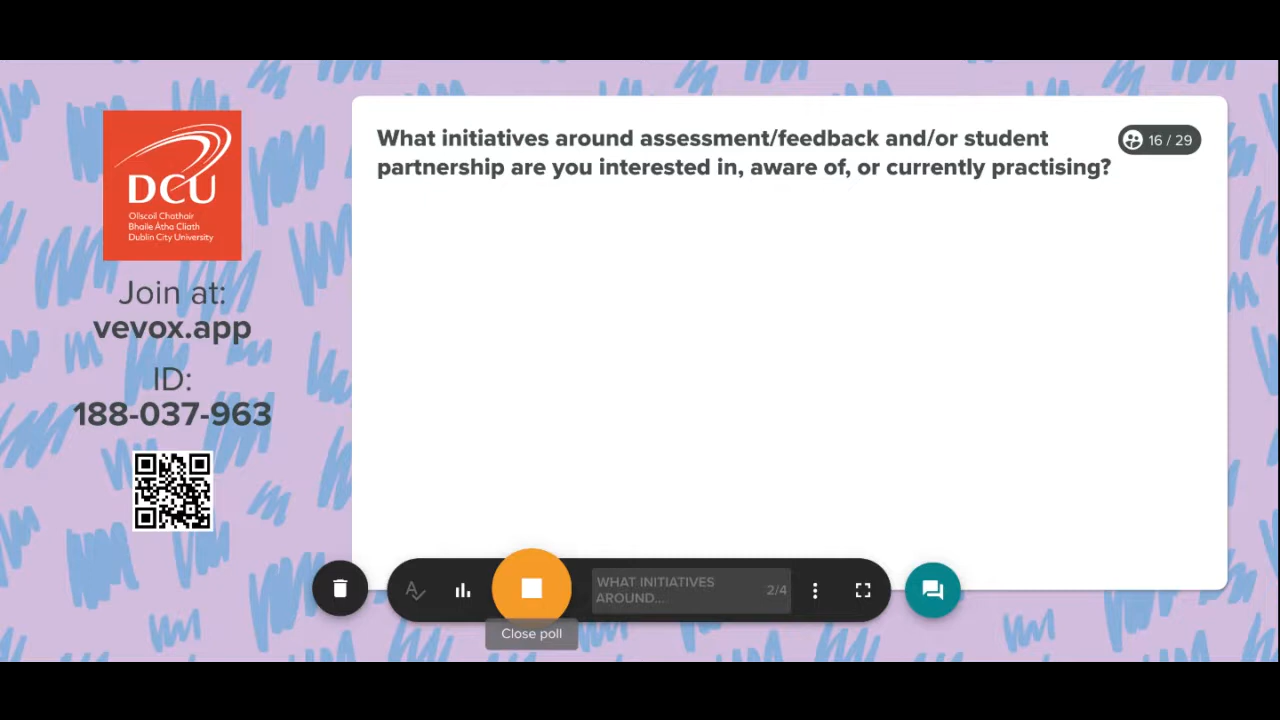 DCU
Ollscoil Chathair
Bhaile Átha Cliath
Dublin City University
Join at:
vevox.app
ID:
188-037-963
What initiatives around assessment/feedback and/or student
partnership are you interested in, aware of, or currently practising?
16 / 29
WHAT INITIATIVES
AROUND...
2/4
Close poll